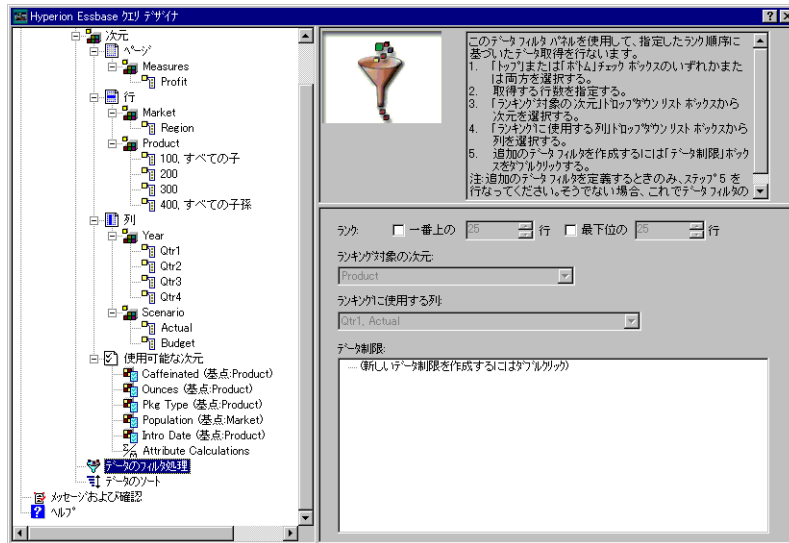 Hyperion Essbase クエリ デザイナ
次元
ページ
Measures
Profit
行
Market
Region
Product
100, すべての子
200
300
400, すべての子孫
列
Year
Qtr1
Qtr2
Qtr3
Qtr4
Scenario
Actual
Budget
使用可能な次元
Caffeinated (基点:Product)
Ounces (基点:Product)
Pkg Type (基点:Product)
Population (基点:Market)
Intro Date (基点:Product)
Attribute Calculations
データのフィルタ処理
データのソート
メッセージおよび確認
ヘルプ
このデータ フィルタ パネルを使用して、指定したランク順序に
基づいたデータ取得を行ないます。
1. 「トップ」または「ボトム」チェック ボックスのいずれかまた
は両方を選択する。
2. 取得する行数を指定する。
3. 「ランキング対象の次元」ドロップダウン リスト ボックスから
次元を選択する。
4. 「ランキングに使用する列」ドロップダウン リスト ボックスから
列を選択する。
5. 追加のデータ フィルタを作成するには「データ制限」ボック
スをダブルクリックする。
注:追加のデータ フィルタを定義するときのみ、ステップ 5 を
行なってください。そうでない場合、これでデータ フィルタの
ランク: 一番上の 25 行 最下位の 25 行
ランキング対象の次元:
Product
ランキングに使用する列:
Qtr1, Actual
データ制限:
(新しいデータ制限を作成するにはダブルクリック)